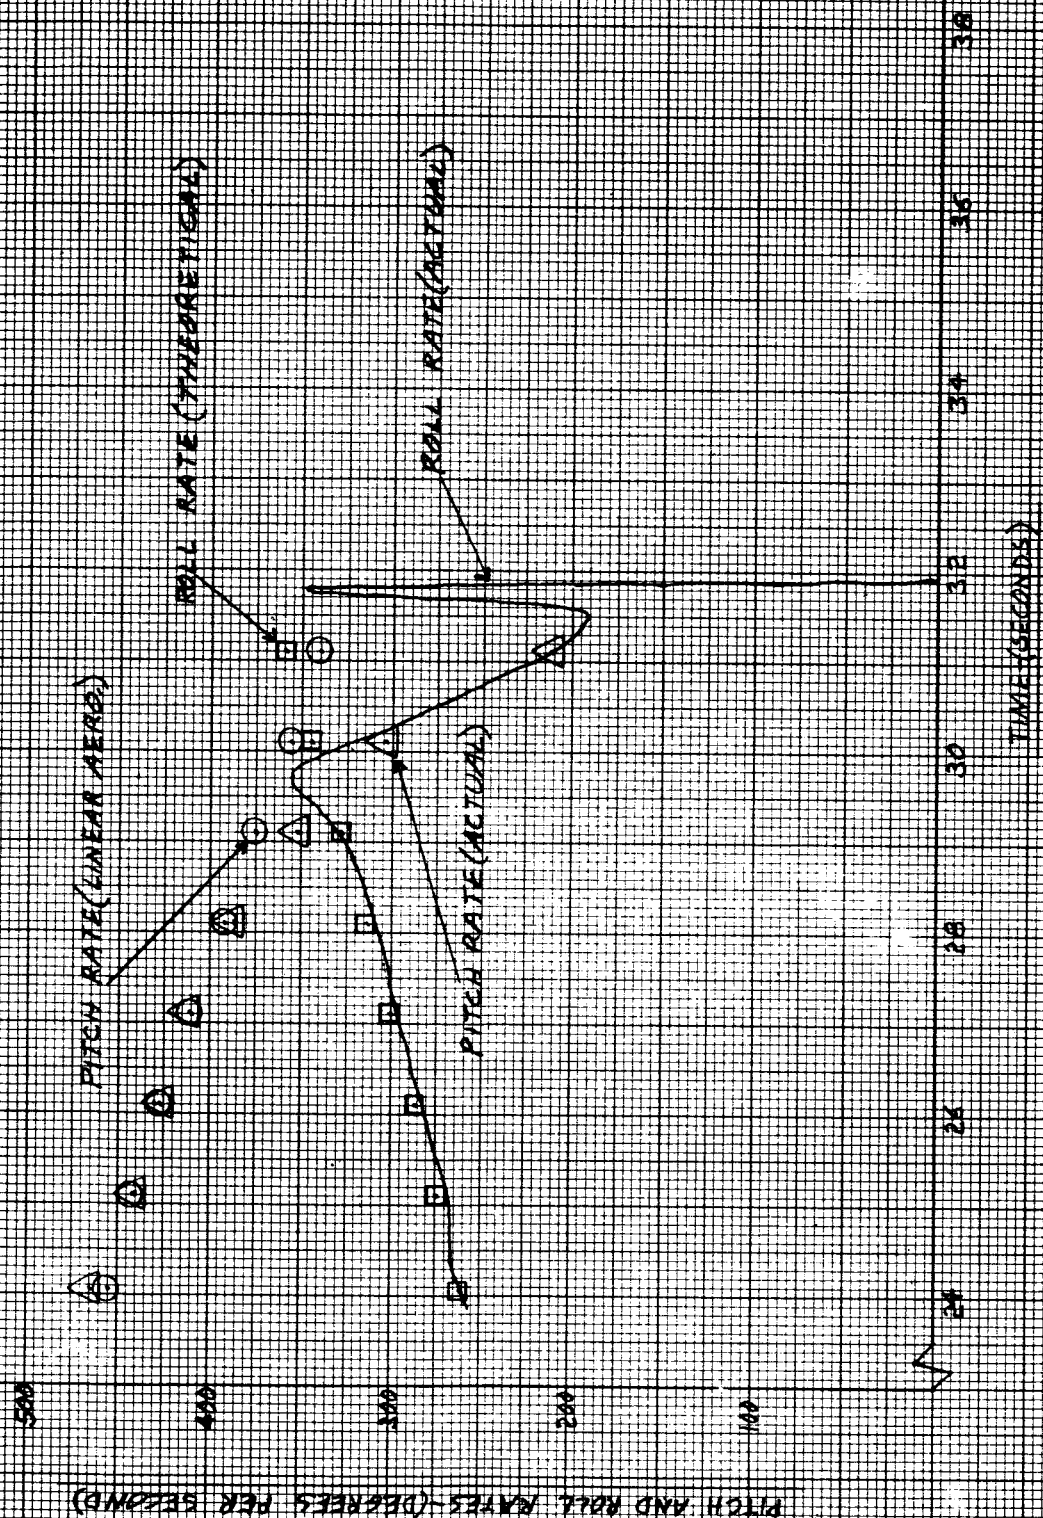 PITCH AND ROLL RATES-(DEGREES PER SECOND)
500
400
300
200
100
PITCH RATE(LINEAR AERO.)
ROLL RATE (THEORETICAL)
ROLL RATE(ACTUAL)
PITCH RATE(ACTUAL)
24
26
28
30
32
34
36
38
TIME-(SECONDS)